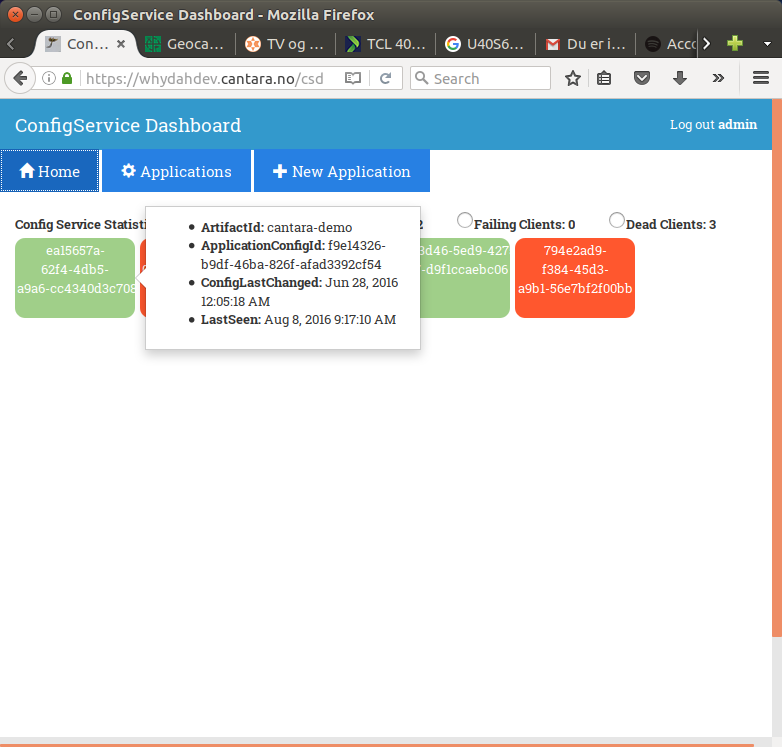 ConfigService Dashboard - Mozilla Firefox
Con... Geoca... TV og ... TCL 40... U40S6... Du er i... Acco
https://whydahdev.cantara.no/csd Search
ConfigService Dashboard Log out admin
Home Applications New Application
Config Service Statisti 2 Failing Clients: 0 Dead Clients: 3
ArtifactId: cantara-demo
ApplicationConfigId: f9e14326-
b9df-46ba-826f-afad3392cf54
ConfigLastChanged: Jun 28, 2016
12:05:18 AM
LastSeen: Aug 8, 2016 9:17:10 AM
ea15657a-
62f4-4db5-
a9a6-cc4340d3c708
3d46-5ed9-427
-d9f1ccaebc06
794e2ad9-
f384-45d3-
a9b1-56e7bf2f00bb